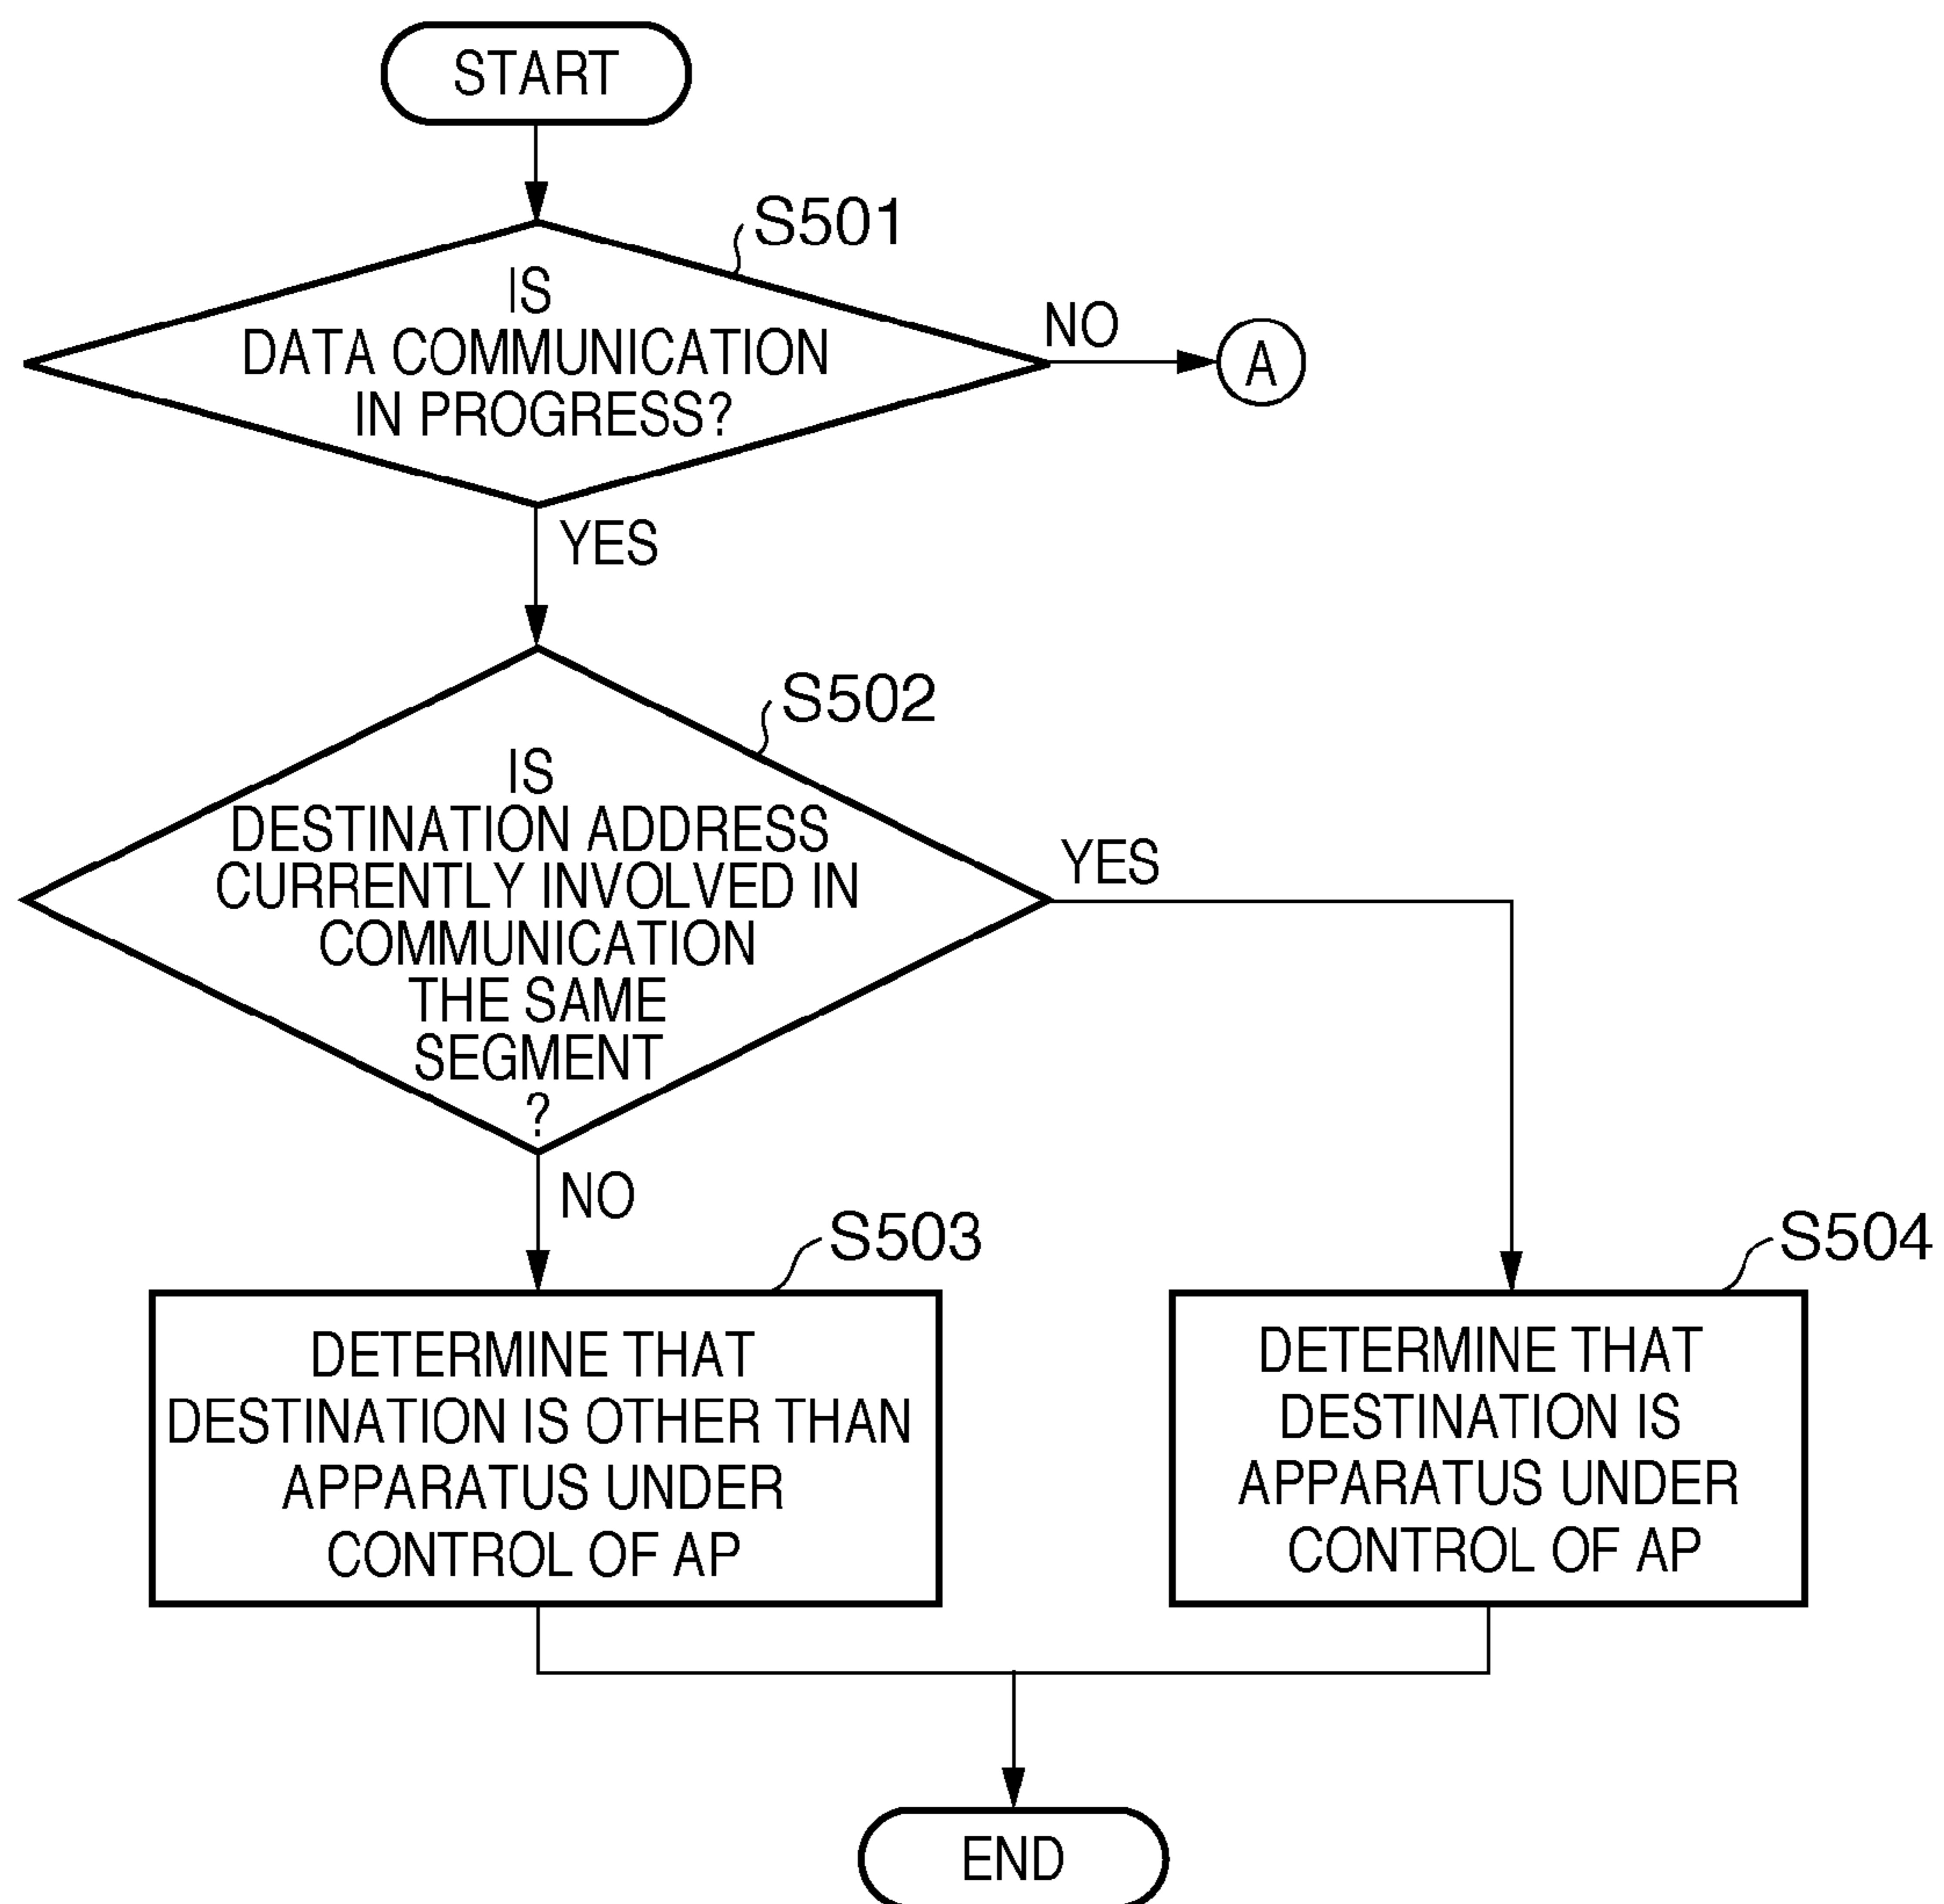 START
S501
IS
DATA COMMUNICATION
IN PROGRESS?
NO
A
YES
S502
IS
DESTINATION ADDRESS
CURRENTLY INVOLVED IN
COMMUNICATION
THE SAME
SEGMENT
?
YES
NO
S503
DETERMINE THAT
DESTINATION IS OTHER THAN
APPARATUS UNDER
CONTROL OF AP
S504
DETERMINE THAT
DESTINATION IS
APPARATUS UNDER
CONTROL OF AP
END